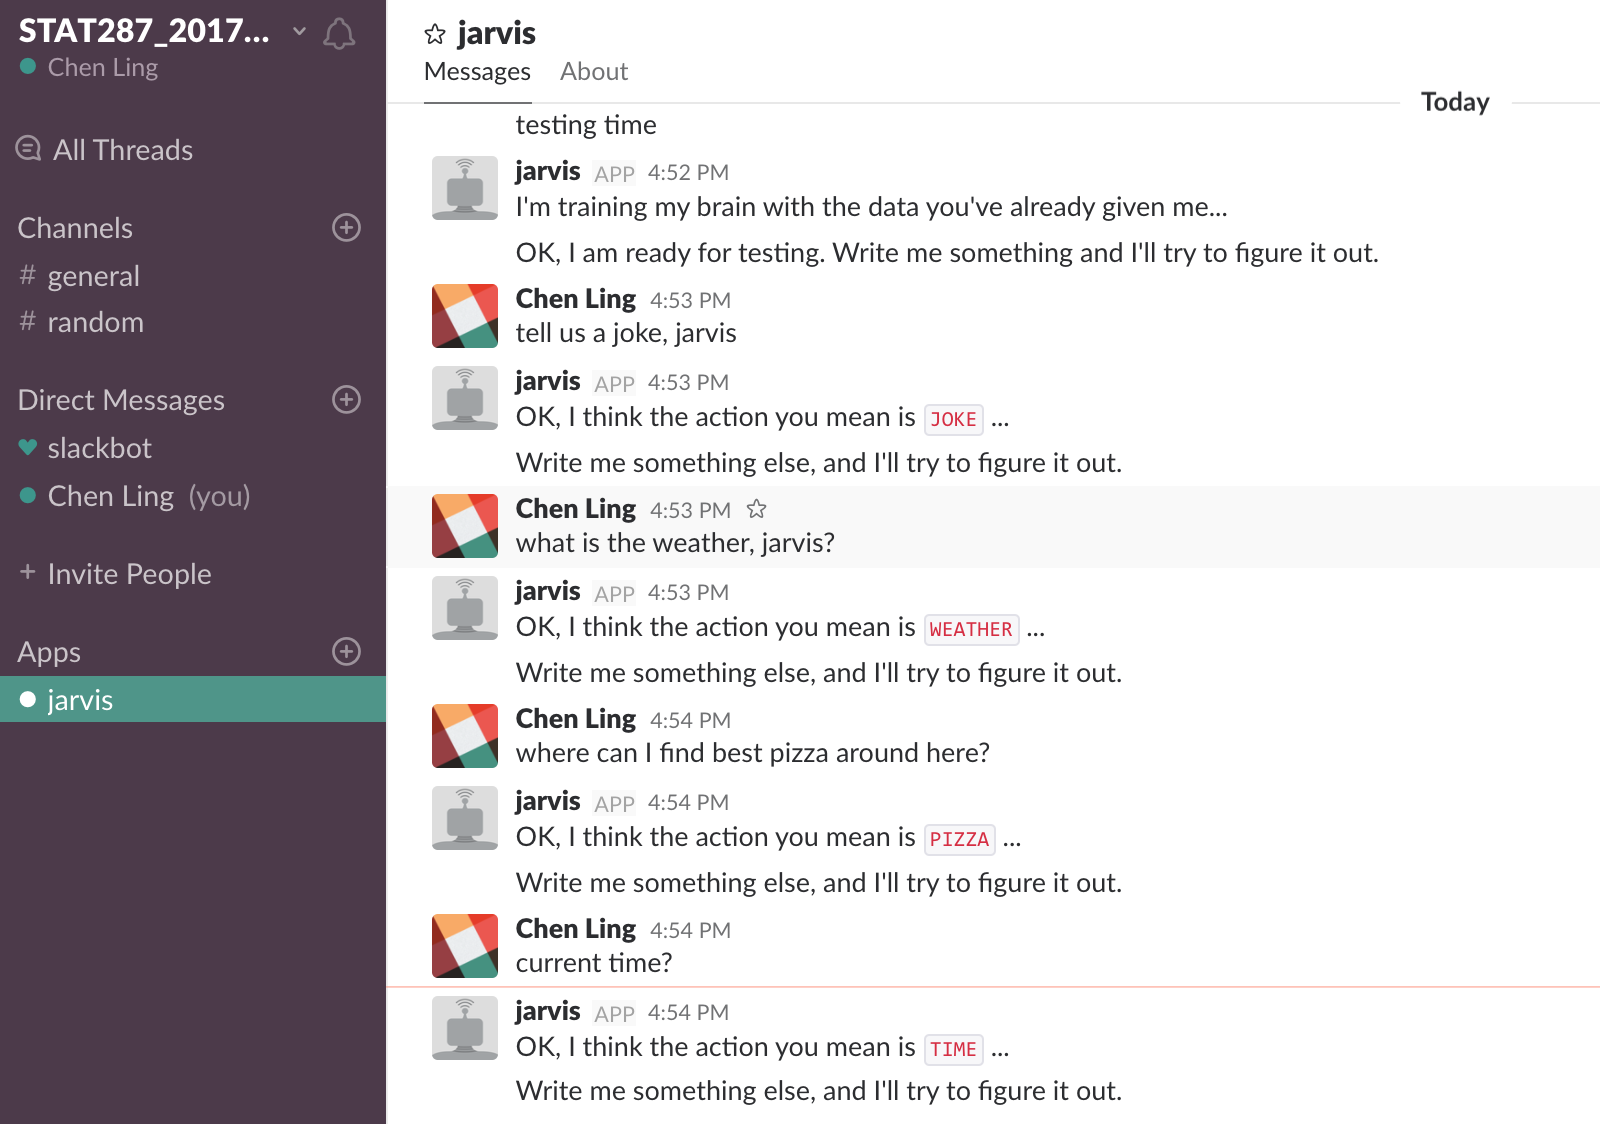 STAT287_2017...
Chen Ling
All Threads
Channels
# general
# random
Direct Messages
slackbot
Chen Ling (you)
+ Invite People
Apps
jarvis
jarvis
Messages About
Today
testing time
jarvis APP 4:52 PM
I'm training my brain with the data you've already given me...
OK, I am ready for testing. Write me something and I'll try to figure it out.
Chen Ling 4:53 PM
tell us a joke, jarvis
jarvis APP 4:53 PM
OK, I think the action you mean is JOKE ...
Write me something else, and I'll try to figure it out.
Chen Ling 4:53 PM
what is the weather, jarvis?
jarvis APP 4:53 PM
OK, I think the action you mean is WEATHER ...
Write me something else, and I'll try to figure it out.
Chen Ling 4:54 PM
where can I find best pizza around here?
jarvis APP 4:54 PM
OK, I think the action you mean is PIZZA ...
Write me something else, and I'll try to figure it out.
Chen Ling 4:54 PM
current time?
jarvis APP 4:54 PM
OK, I think the action you mean is TIME ...
Write me something else, and I'll try to figure it out.